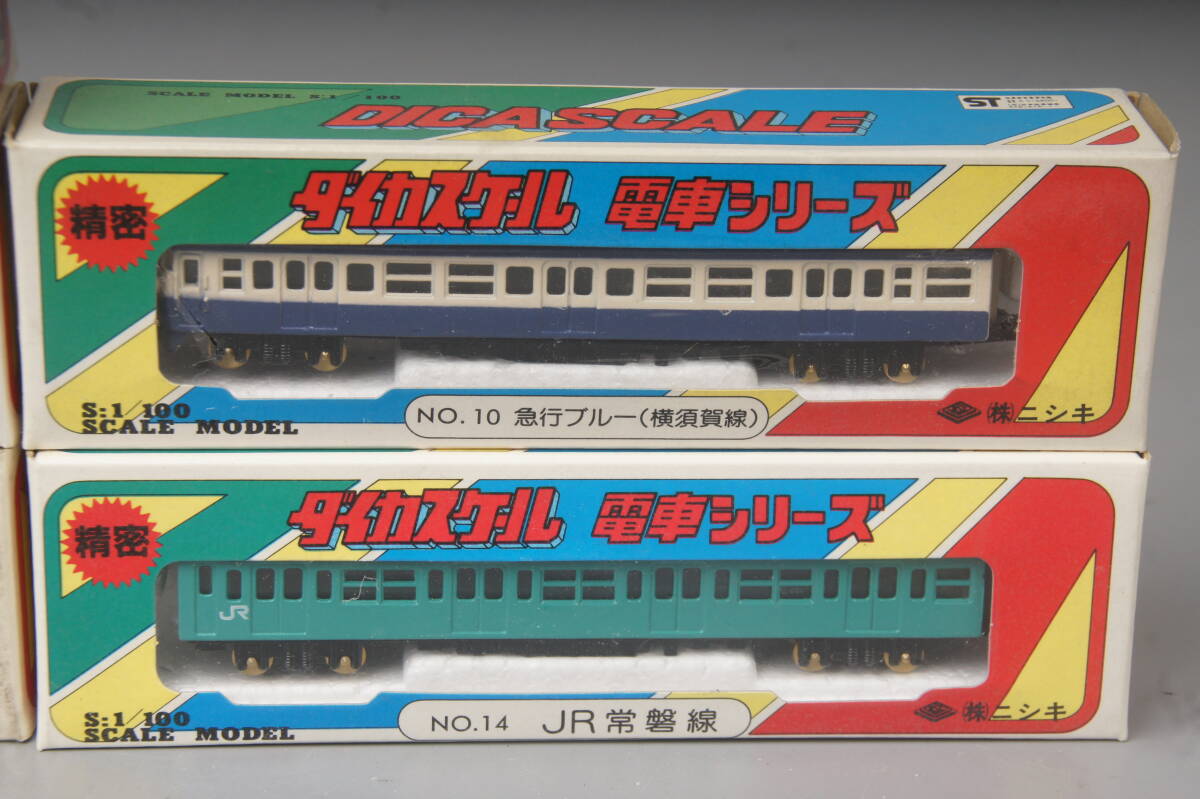 SCALE MODEL S:1/100
DICA SCALE
ST
精密
ダイカスケール 電車シリーズ
S:1/100
SCALE MODEL
NO.10 急行ブルー(横須賀線)
㈱ニシキ
精密
ダイカスケール 電車シリーズ
JR
S:1/100
SCALE MODEL
NO.14 JR常磐線
㈱ニシキ